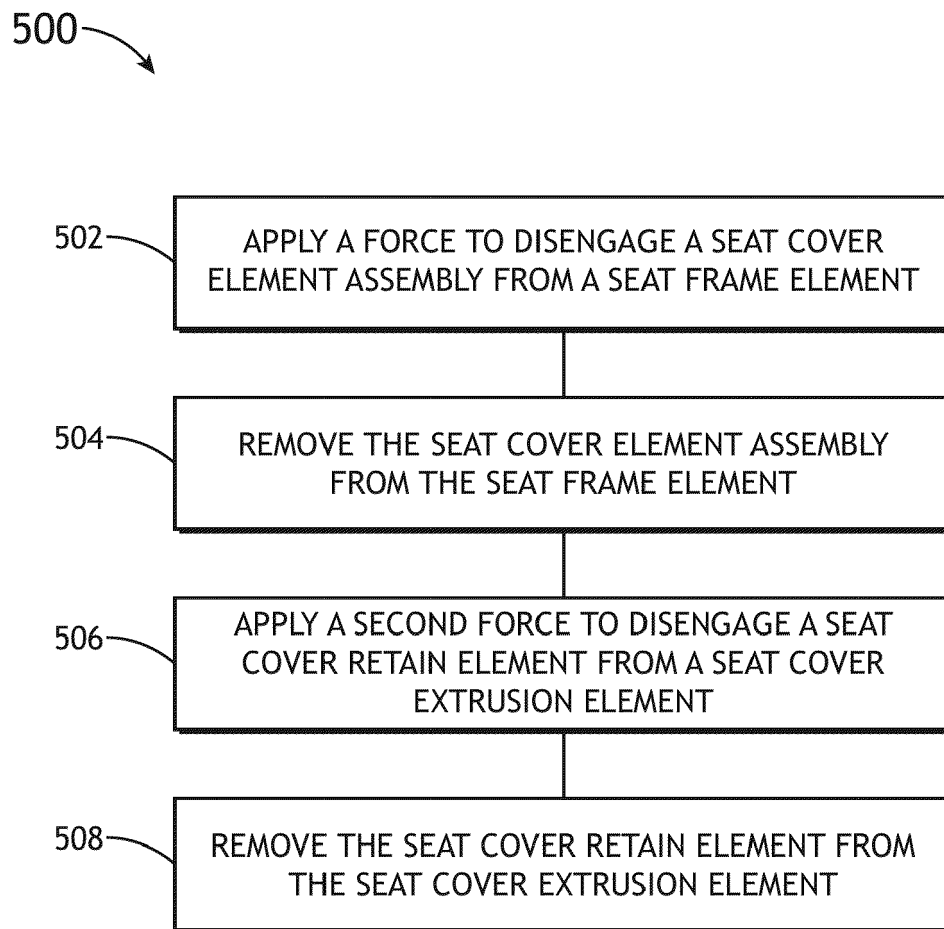 500
502
APPLY A FORCE TO DISENGAGE A SEAT COVER
ELEMENT ASSEMBLY FROM A SEAT FRAME ELEMENT
504
REMOVE THE SEAT COVER ELEMENT ASSEMBLY
FROM THE SEAT FRAME ELEMENT
506
APPLY A SECOND FORCE TO DISENGAGE A SEAT
COVER RETAIN ELEMENT FROM A SEAT COVER
EXTRUSION ELEMENT
508
REMOVE THE SEAT COVER RETAIN ELEMENT FROM
THE SEAT COVER EXTRUSION ELEMENT